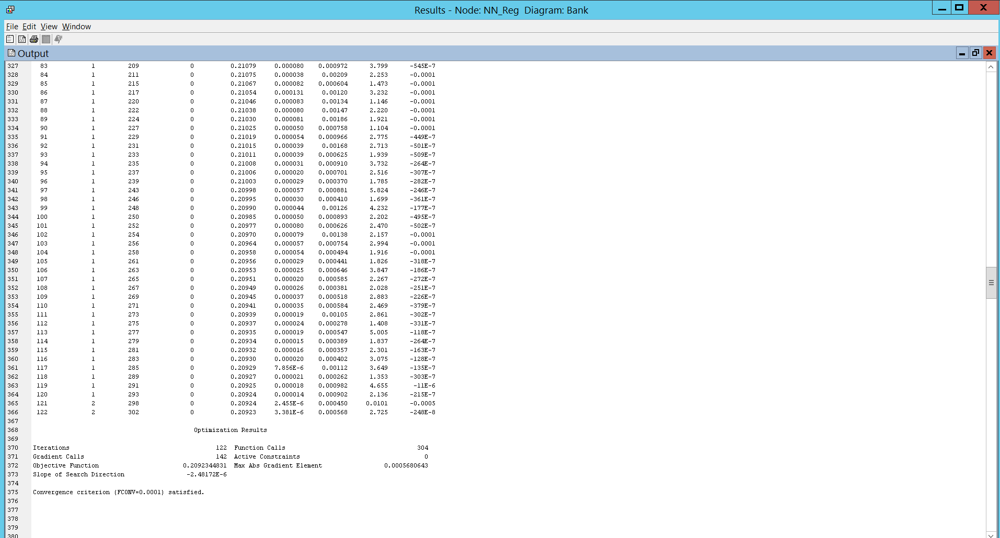 Results - Node: NN_Reg  Diagram: Bank
File  Edit  View  Window
Output
327 83 1 209 0 0.21079 0.000080 0.000972 3.799 -545E-7
328 84 1 211 0 0.21075 0.000038 0.00209 2.253 -0.0001
329 85 1 215 0 0.21067 0.000082 0.000604 1.473 -0.0001
330 86 1 217 0 0.21054 0.000131 0.00120 3.232 -0.0001
331 87 1 220 0 0.21046 0.000083 0.00134 1.146 -0.0001
332 88 1 222 0 0.21038 0.000080 0.00147 2.220 -0.0001
333 89 1 224 0 0.21030 0.000081 0.00186 1.921 -0.0001
334 90 1 227 0 0.21025 0.000050 0.000758 1.104 -0.0001
335 91 1 229 0 0.21019 0.000054 0.000966 2.775 -449E-7
336 92 1 231 0 0.21015 0.000039 0.00168 2.713 -501E-7
337 93 1 233 0 0.21011 0.000039 0.000625 1.939 -509E-7
338 94 1 235 0 0.21008 0.000031 0.000910 3.732 -264E-7
339 95 1 237 0 0.21006 0.000020 0.000701 2.516 -307E-7
340 96 1 239 0 0.21003 0.000029 0.000370 1.785 -282E-7
341 97 1 243 0 0.20998 0.000057 0.000881 5.824 -246E-7
342 98 1 246 0 0.20995 0.000030 0.000410 1.699 -361E-7
343 99 1 248 0 0.20990 0.000044 0.00126 4.232 -177E-7
344 100 1 250 0 0.20985 0.000050 0.000893 2.202 -495E-7
345 101 1 252 0 0.20977 0.000080 0.000626 2.470 -502E-7
346 102 1 254 0 0.20970 0.000079 0.00138 2.157 -0.0001
347 103 1 256 0 0.20964 0.000057 0.000754 2.994 -0.0001
348 104 1 258 0 0.20958 0.000054 0.000494 1.916 -0.0001
349 105 1 261 0 0.20956 0.000029 0.000441 1.826 -318E-7
350 106 1 263 0 0.20953 0.000025 0.000646 3.847 -186E-7
351 107 1 265 0 0.20951 0.000020 0.000585 2.267 -272E-7
352 108 1 267 0 0.20949 0.000026 0.000381 2.028 -251E-7
353 109 1 269 0 0.20945 0.000037 0.000518 2.883 -226E-7
354 110 1 271 0 0.20941 0.000035 0.000584 2.469 -379E-7
355 111 1 273 0 0.20939 0.000019 0.00105 2.861 -302E-7
356 112 1 275 0 0.20937 0.000024 0.000278 1.408 -331E-7
357 113 1 277 0 0.20935 0.000019 0.000547 5.005 -118E-7
358 114 1 279 0 0.20934 0.000015 0.000389 1.837 -264E-7
359 115 1 281 0 0.20932 0.000016 0.000357 2.301 -163E-7
360 116 1 283 0 0.20930 0.000020 0.000402 3.075 -128E-7
361 117 1 285 0 0.20929 7.856E-6 0.00112 3.649 -135E-7
362 118 1 289 0 0.20927 0.000021 0.000262 1.353 -303E-7
363 119 1 291 0 0.20925 0.000018 0.000982 4.655 -11E-6
364 120 1 293 0 0.20924 0.000014 0.000902 2.136 -215E-7
365 121 2 298 0 0.20924 2.455E-6 0.000450 0.0101 -0.0005
366 122 2 302 0 0.20923 3.381E-6 0.000568 2.725 -248E-8
367
368 Optimization Results
369
370 Iterations 122 Function Calls 304
371 Gradient Calls 142 Active Constraints 0
372 Objective Function 0.2092344831 Max Abs Gradient Element 0.0005680643
373 Slope of Search Direction -2.48172E-6
374
375 Convergence criterion (FCONV=0.0001) satisfied.
376
377
378
379
380